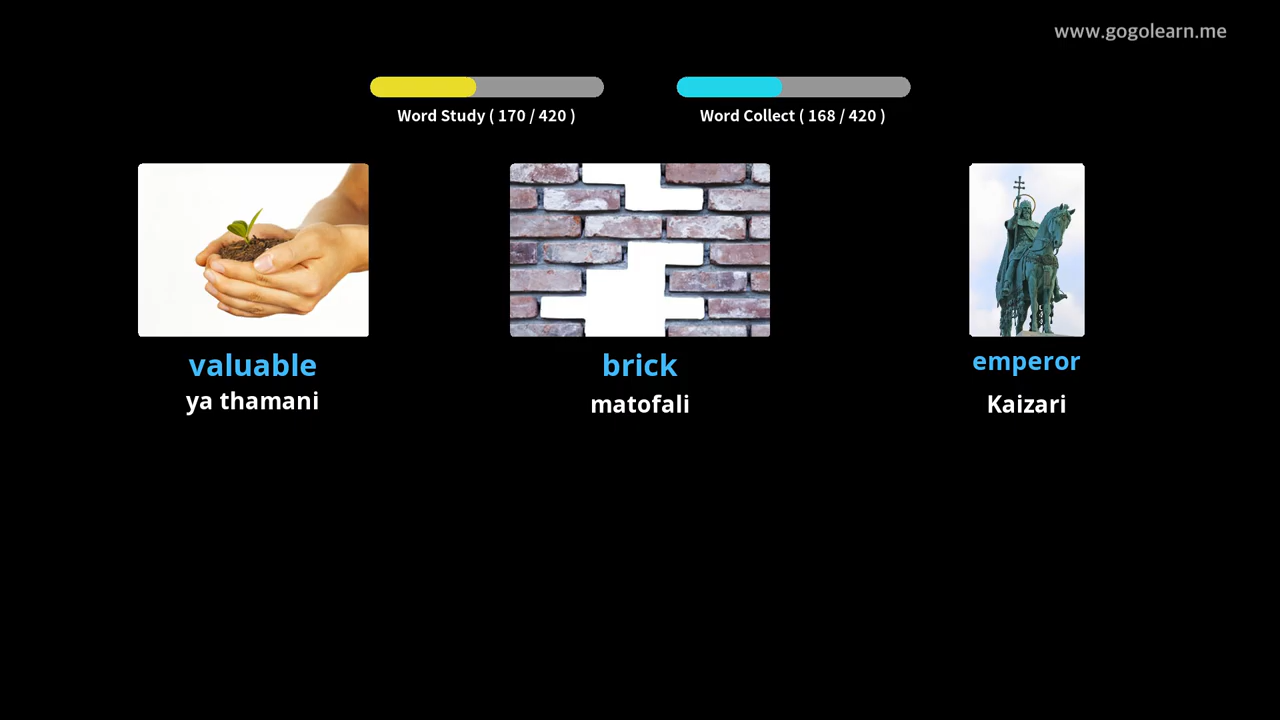 www.gogolearn.me
Word Study ( 170 / 420 )
Word Collect ( 168 / 420 )
valuable
ya thamani
brick
matofali
emperor
Kaizari